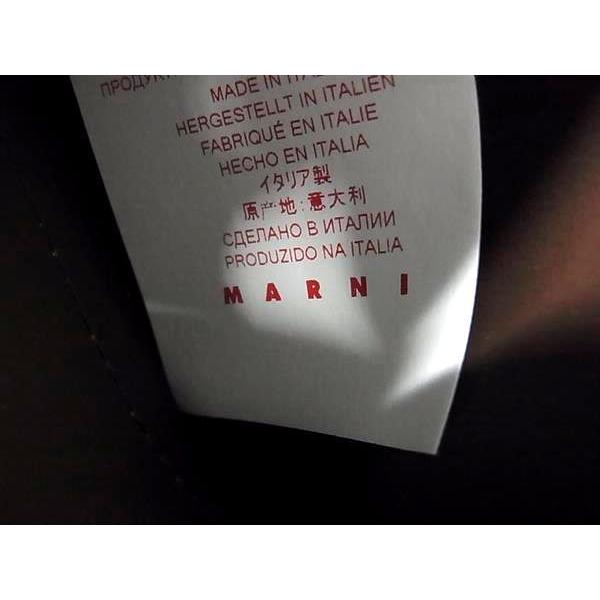 MADE IN ITA
HERGESTELLT IN ITALIEN
FABRIQUÉ EN ITALIE
HECHO EN ITALIA
イタリア製
原产地:意大利
СДЕЛАНО В ИТАЛИИ
PRODUZIDO NA ITALIA
MARNI